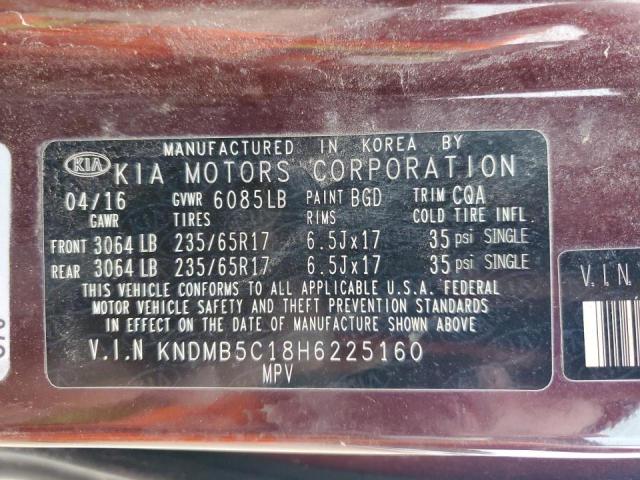 MANUFACTURED IN KOREA BY
KIA KIA MOTORS CORPORATION
04/16 GVWR 6085LB PAINT BGD TRIM CQA
GAWR TIRES RIMS COLD TIRE INFL.
FRONT 3064 LB 235/65R17 6.5Jx17 35 psi SINGLE
REAR 3064 LB 235/65R17 6.5Jx17 35 psi SINGLE
THIS VEHICLE CONFORMS TO ALL APPLICABLE U.S.A. FEDERAL
MOTOR VEHICLE SAFETY AND THEFT PREVENTION STANDARDS
IN EFFECT ON THE DATE OF MANUFACTURE SHOWN ABOVE
V.I.N KNDMB5C18H6225160
MPV
V.I.N.